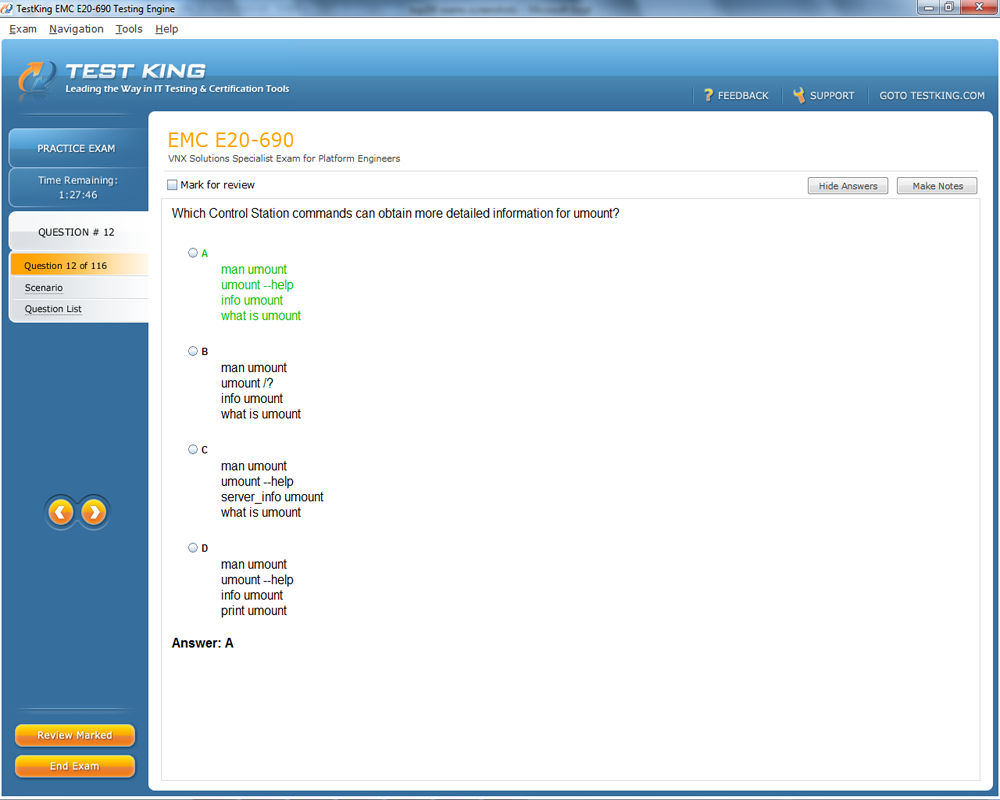 TestKing EMC E20-690 Testing Engine
Exam Navigation Tools Help
TEST KING
Leading the Way in IT Testing & Certification Tools
? FEEDBACK SUPPORT GOTO TESTKING.COM
PRACTICE EXAM
Time Remaining:
1:27:46
QUESTION # 12
Question 12 of 116
Scenario
Question List
Review Marked
End Exam
EMC E20-690
VNX Solutions Specialist Exam for Platform Engineers
Mark for review
Hide Answers Make Notes
Which Control Station commands can obtain more detailed information for umount?
A
man umount
umount --help
info umount
what is umount
B
man umount
umount /?
info umount
what is umount
C
man umount
umount --help
server_info umount
what is umount
D
man umount
umount --help
info umount
print umount
Answer: A